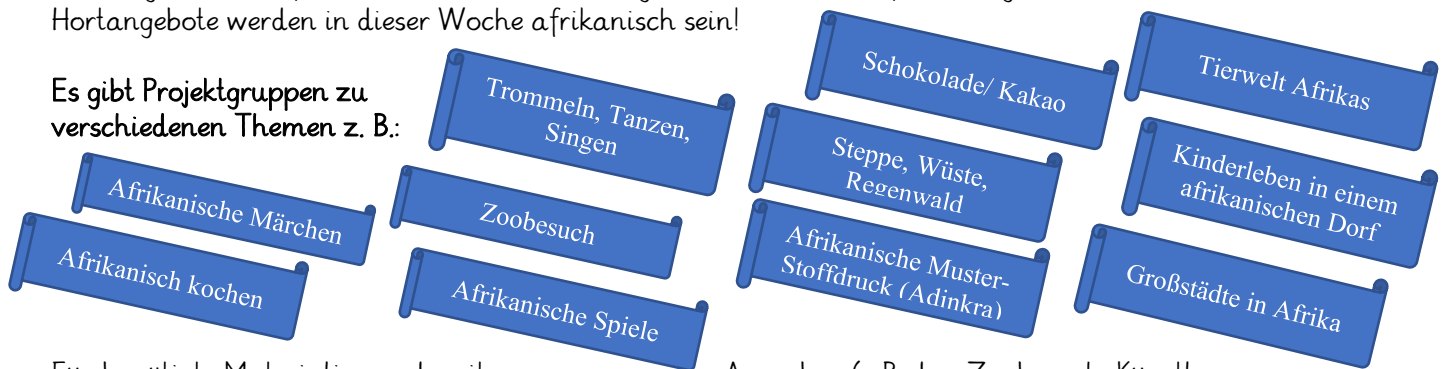 Hortangebote werden in dieser Woche afrikanisch sein!
Es gibt Projektgruppen zu
verschiedenen Themen z. B.:
Trommeln, Tanzen,
Singen
Schokolade/ Kakao
Tierwelt Afrikas
Afrikanische Märchen
Zoobesuch
Steppe, Wüste,
Regenwald
Kinderleben in einem
afrikanischen Dorf
Afrikanisch kochen
Afrikanische Spiele
Afrikanische Muster-
Stoffdruck (Adinkra)
Großstädte in Afrika